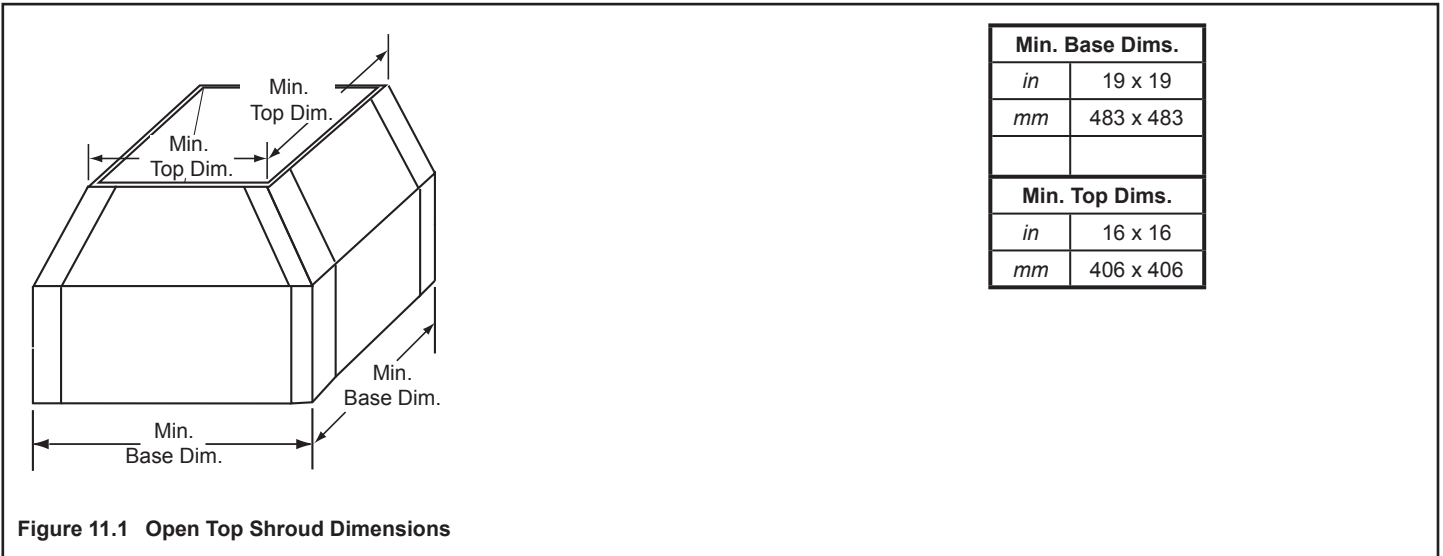 Min.
Top Dim.
Min.
Top Dim.
Min.
Base Dim.
Min.
Base Dim.
Min. Base Dims.
in 19 x 19
mm 483 x 483
Min. Top Dims.
in 16 x 16
mm 406 x 406
Figure 11.1 Open Top Shroud Dimensions